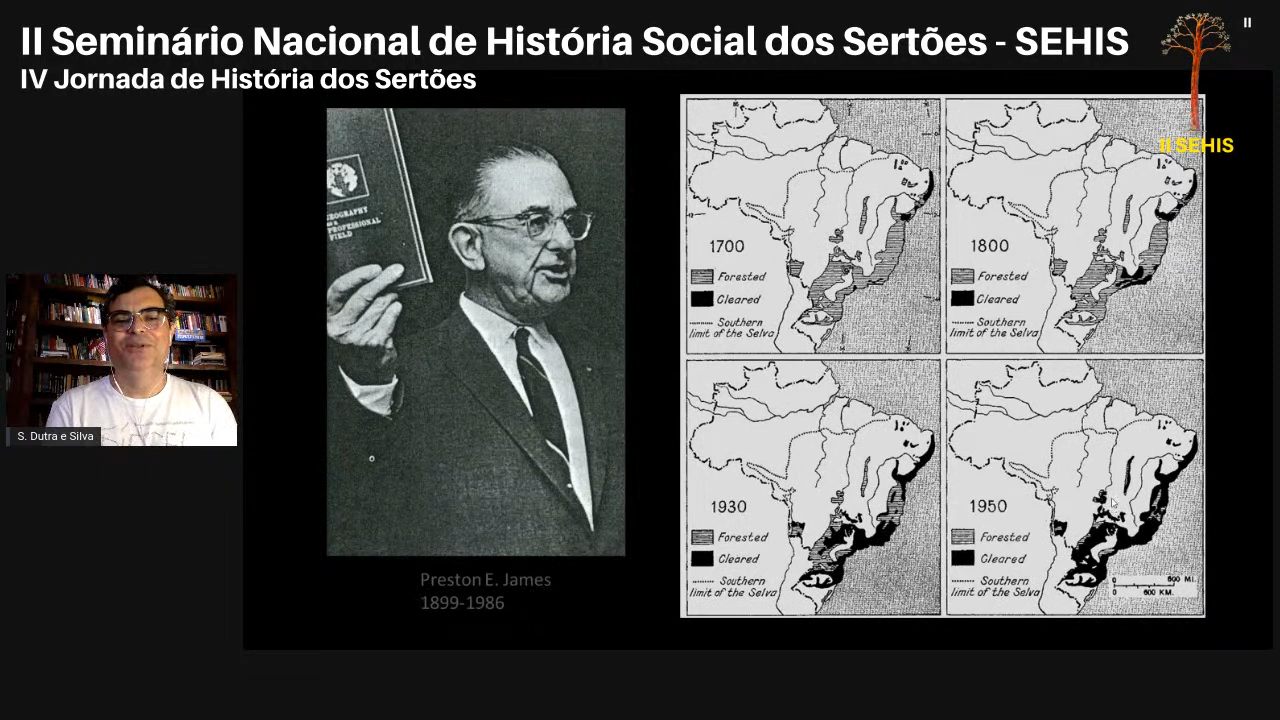 II Seminário Nacional de História Social dos Sertões - SEHIS
IV Jornada de História dos Sertões
II
II SEHIS
GEOGRAPHY
PROFESSIONAL
FIELD
S. Dutra e Silva
Preston E. James
1899-1986
1700
Forested
Cleared
Southern
limit of the Selva
1800
Forested
Cleared
Southern
limit of the Selva
1930
Forested
Cleared
Southern
limit of the Selva
1950
Forested
Cleared
Southern
limit of the Selva
0 600 MI.
0 600 KM.